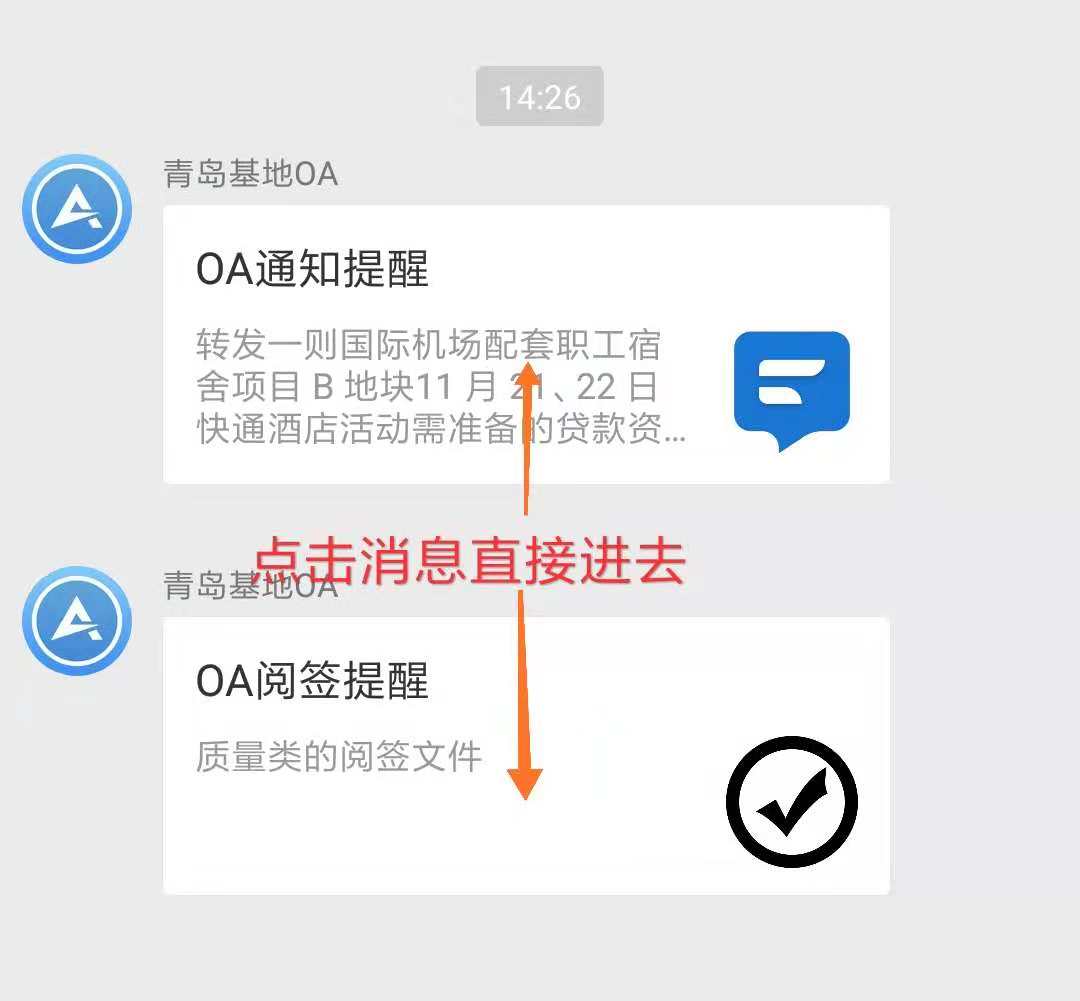 14:26
青岛基地OA
OA通知提醒
转发一则国际机场配套职工宿
舍项目 B 地块11 月 21、22 日
快通酒店活动需准备的贷款资...
点击消息直接进去
青岛基地OA
OA阅签提醒
质量类的阅签文件